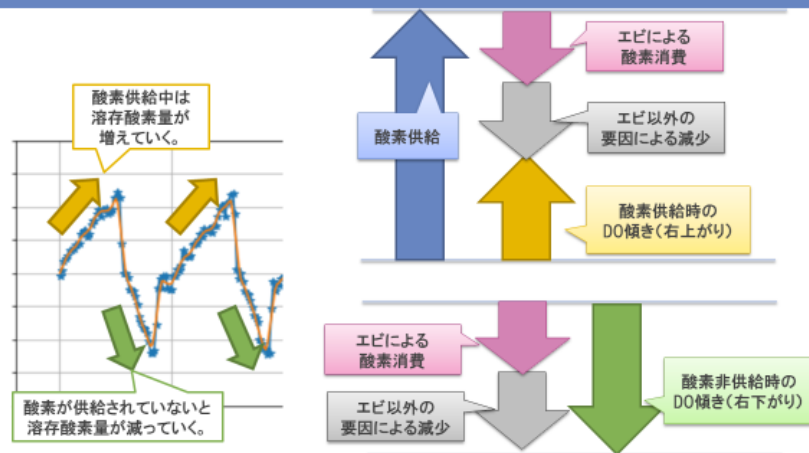 酸素供給中は
溶存酸素量が
増えていく。
酸素が供給されていないと
溶存酸素量が減っていく。
エビによる
酸素消費
酸素供給
エビ以外の
要因による減少
酸素供給時の
DO傾き(右上がり)
エビによる
酸素消費
エビ以外の
要因による減少
酸素非供給時の
DO傾き(右下がり)